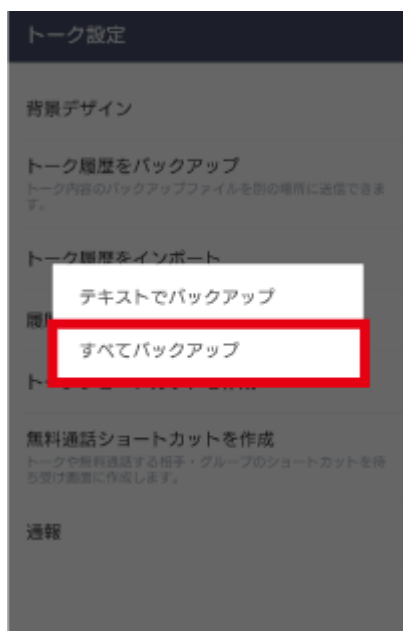 トーク設定
背景デザイン
トーク履歴をバックアップ
トーク内容のバックアップファイルを別の場所に送信できま
す。
トーク履歴をインポート
テキストでバックアップ
すべてバックアップ
無料通話ショートカットを作成
トークや無料通話する相手・グループのショートカットを待
ち受け画面に作成します。
通報